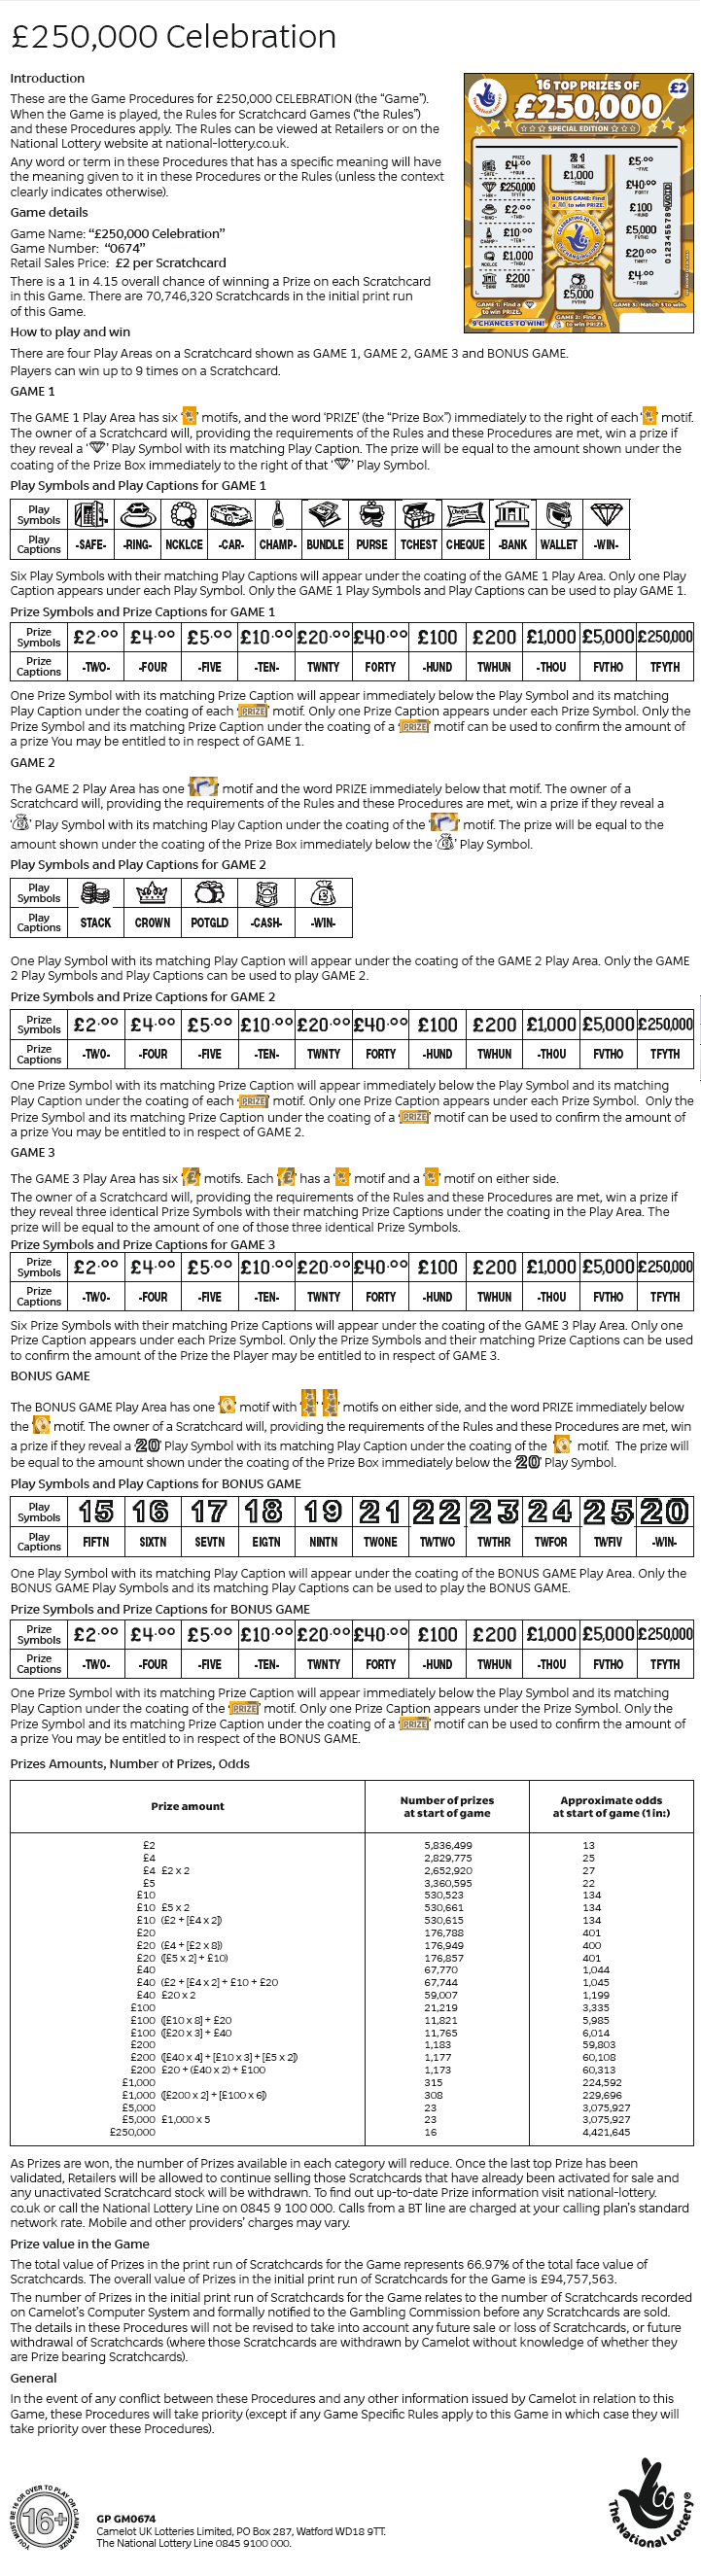 £250,000 Celebration
Introduction
These are the Game Procedures for £250,000 CELEBRATION (the “Game”).
When the Game is played, the Rules for Scratchcard Games (“the Rules”)
and these Procedures apply. The Rules can be viewed at Retailers or on the
National Lottery website at national-lottery.co.uk.
Any word or term in these Procedures that has a specific meaning will have
the meaning given to it in these Procedures or the Rules (unless the context
clearly indicates otherwise).
16 TOP PRIZES OF
£2
£250,000
SPECIAL EDITION
PRIZE
£4.00
-FOUR
£250,000
£2.00
-TWO-
£10.00
-TEN-
£1,000
-THOU
£200
TWHUN
21
TWONE
£1,000
-THOU
BONUS GAME: Find
a 20 to win PRIZE.
POTGLD
£5,000
FVTHO
£5.00
-FIVE
£40.00
FORTY
£100
-HUND
£5,000
FVTHO
£20.00
TWNTY
£4.00
-FOUR
VOID
0123456789
GAME 1: Find a
to win PRIZE.
GAME 2: Find a
to win PRIZE.
GAME 3: Match 3 to win.
9 CHANCES TO WIN!
Game details
Game Name: “£250,000 Celebration”
Game Number: “0674”
Retail Sales Price: £2 per Scratchcard
There is a 1 in 4.15 overall chance of winning a Prize on each Scratchcard
in this Game. There are 70,746,320 Scratchcards in the initial print run
of this Game.
How to play and win
There are four Play Areas on a Scratchcard shown as GAME 1, GAME 2, GAME 3 and BONUS GAME.
Players can win up to 9 times on a Scratchcard.
GAME 1
The GAME 1 Play Area has six ‘ ’ motifs, and the word ‘PRIZE’ (the “Prize Box”) immediately to the right of each ‘ ’ motif.
The owner of a Scratchcard will, providing the requirements of the Rules and these Procedures are met, win a prize if
they reveal a ‘ ’ Play Symbol with its matching Play Caption. The prize will be equal to the amount shown under the
coating of the Prize Box immediately to the right of that ‘ ’ Play Symbol.
Play Symbols and Play Captions for GAME 1
Play Symbols
Play Captions -SAFE- -RING- NCKLCE -CAR- CHAMP- BUNDLE PURSE TCHEST CHEQUE -BANK WALLET -WIN-
Six Play Symbols with their matching Play Captions will appear under the coating of the GAME 1 Play Area. Only one Play
Caption appears under each Play Symbol. Only the GAME 1 Play Symbols and Play Captions can be used to play GAME 1.
Prize Symbols and Prize Captions for GAME 1
Prize Symbols £2.00 £4.00 £5.00 £10.00 £20.00 £40.00 £100 £200 £1,000 £5,000 £250,000
Prize Captions -TWO- -FOUR -FIVE -TEN- TWNTY FORTY -HUND TWHUN -THOU FVTHO TFYTH
One Prize Symbol with its matching Prize Caption will appear immediately below the Play Symbol and its matching
Play Caption under the coating of each ‘PRIZE’ motif. Only one Prize Caption appears under each Prize Symbol. Only the
Prize Symbol and its matching Prize Caption under the coating of a ‘PRIZE’ motif can be used to confirm the amount of
a prize You may be entitled to in respect of GAME 1.
GAME 2
The GAME 2 Play Area has one ‘ ’ motif and the word PRIZE immediately below that motif. The owner of a
Scratchcard will, providing the requirements of the Rules and these Procedures are met, win a prize if they reveal a
‘ ’ Play Symbol with its matching Play Caption under the coating of the ‘ ’ motif. The prize will be equal to the
amount shown under the coating of the Prize Box immediately below the ‘ ’ Play Symbol.
Play Symbols and Play Captions for GAME 2
Play Symbols
Play Captions STACK CROWN POTGLD -CASH- -WIN-
One Play Symbol with its matching Play Caption will appear under the coating of the GAME 2 Play Area. Only the GAME
2 Play Symbols and Play Captions can be used to play GAME 2.
Prize Symbols and Prize Captions for GAME 2
Prize Symbols £2.00 £4.00 £5.00 £10.00 £20.00 £40.00 £100 £200 £1,000 £5,000 £250,000
Prize Captions -TWO- -FOUR -FIVE -TEN- TWNTY FORTY -HUND TWHUN -THOU FVTHO TFYTH
One Prize Symbol with its matching Prize Caption will appear immediately below the Play Symbol and its matching
Play Caption under the coating of each ‘PRIZE’ motif. Only one Prize Caption appears under each Prize Symbol. Only the
Prize Symbol and its matching Prize Caption under the coating of a ‘PRIZE’ motif can be used to confirm the amount of
a prize You may be entitled to in respect of GAME 2.
GAME 3
The GAME 3 Play Area has six ‘£’ motifs. Each ‘£’ has a ‘ ’ motif and a ‘ ’ motif on either side.
The owner of a Scratchcard will, providing the requirements of the Rules and these Procedures are met, win a prize if
they reveal three identical Prize Symbols with their matching Prize Captions under the coating in the Play Area. The
prize will be equal to the amount of one of those three identical Prize Symbols.
Prize Symbols and Prize Captions for GAME 3
Prize Symbols £2.00 £4.00 £5.00 £10.00 £20.00 £40.00 £100 £200 £1,000 £5,000 £250,000
Prize Captions -TWO- -FOUR -FIVE -TEN- TWNTY FORTY -HUND TWHUN -THOU FVTHO TFYTH
Six Prize Symbols with their matching Prize Captions will appear under the coating of the GAME 3 Play Area. Only one
Prize Caption appears under each Prize Symbol. Only the Prize Symbols and their matching Prize Captions can be used
to confirm the amount of the Prize the Player may be entitled to in respect of GAME 3.
BONUS GAME
The BONUS GAME Play Area has one ‘ ’ motif with ‘ ’ ‘ ’ motifs on either side, and the word PRIZE immediately below
the ‘ ’ motif. The owner of a Scratchcard will, providing the requirements of the Rules and these Procedures are met, win
a prize if they reveal a ‘20’ Play Symbol with its matching Play Caption under the coating of the ‘ ’ motif. The prize will
be equal to the amount shown under the coating of the Prize Box immediately below the ‘20’ Play Symbol.
Play Symbols and Play Captions for BONUS GAME
Play Symbols 15 16 17 18 19 21 22 23 24 25 20
Play Captions FIFTN SIXTN SEVTN EIGTN NINTN TWONE TWTWO TWTHR TWFOR TWFIV -WIN-
One Play Symbol with its matching Play Caption will appear under the coating of the BONUS GAME Play Area. Only the
BONUS GAME Play Symbols and its matching Play Captions can be used to play the BONUS GAME.
Prize Symbols and Prize Captions for BONUS GAME
Prize Symbols £2.00 £4.00 £5.00 £10.00 £20.00 £40.00 £100 £200 £1,000 £5,000 £250,000
Prize Captions -TWO- -FOUR -FIVE -TEN- TWNTY FORTY -HUND TWHUN -THOU FVTHO TFYTH
One Prize Symbol with its matching Prize Caption will appear immediately below the Play Symbol and its matching
Play Caption under the coating of the ‘PRIZE’ motif. Only one Prize Caption appears under the Prize Symbol. Only the
Prize Symbol and its matching Prize Caption under the coating of a ‘PRIZE’ motif can be used to confirm the amount of
a prize You may be entitled to in respect of the BONUS GAME.
Prizes Amounts, Number of Prizes, Odds
Prize amount Number of prizes at start of game Approximate odds at start of game (1 in:)
£2 5,836,499 13
£4 2,829,775 25
£4 £2 x 2 2,652,920 27
£5 3,360,595 22
£10 530,523 134
£10 £5 x 2 530,661 134
£10 (£2 + [£4 x 2]) 530,615 134
£20 176,788 401
£20 (£4 + [£2 x 8]) 176,949 400
£20 ([£5 x 2] + £10) 176,857 401
£40 67,770 1,044
£40 (£2 + [£4 x 2] + £10 + £20 67,744 1,045
£40 £20 x 2 59,007 1,199
£100 21,219 3,335
£100 ([£10 x 8] + £20 11,821 5,985
£100 ([£20 x 3] + £40 11,765 6,014
£200 1,183 59,803
£200 ([£40 x 4] + [£10 x 3] + [£5 x 2]) 1,177 60,108
£200 £20 + (£40 x 2) + £100 1,173 60,313
£1,000 315 224,592
£1,000 ([£200 x 2] + [£100 x 6]) 308 229,696
£5,000 23 3,075,927
£5,000 £1,000 x 5 23 3,075,927
£250,000 16 4,421,645
As Prizes are won, the number of Prizes available in each category will reduce. Once the last top Prize has been
validated, Retailers will be allowed to continue selling those Scratchcards that have already been activated for sale and
any unactivated Scratchcard stock will be withdrawn. To find out up-to-date Prize information visit national-lottery.
co.uk or call the National Lottery Line on 0845 9 100 000. Calls from a BT line are charged at your calling plan’s standard
network rate. Mobile and other providers’ charges may vary.
Prize value in the Game
The total value of Prizes in the print run of Scratchcards for the Game represents 66.97% of the total face value of
Scratchcards. The overall value of Prizes in the initial print run of Scratchcards for the Game is £94,757,563.
The number of Prizes in the initial print run of Scratchcards for the Game relates to the number of Scratchcards recorded
on Camelot’s Computer System and formally notified to the Gambling Commission before any Scratchcards are sold.
The details in these Procedures will not be revised to take into account any future sale or loss of Scratchcards, or future
withdrawal of Scratchcards (where those Scratchcards are withdrawn by Camelot without knowledge of whether they
are Prize bearing Scratchcards).
General
In the event of any conflict between these Procedures and any other information issued by Camelot in relation to this
Game, these Procedures will take priority (except if any Game Specific Rules apply to this Game in which case they will
take priority over these Procedures).
YOU MUST BE 16 OR OVER TO PLAY OR CLAIM A PRIZE
16+
GP GM0674
Camelot UK Lotteries Limited, PO Box 287, Watford WD18 9TT.
The National Lottery Line 0845 9100 000.
The National Lottery®